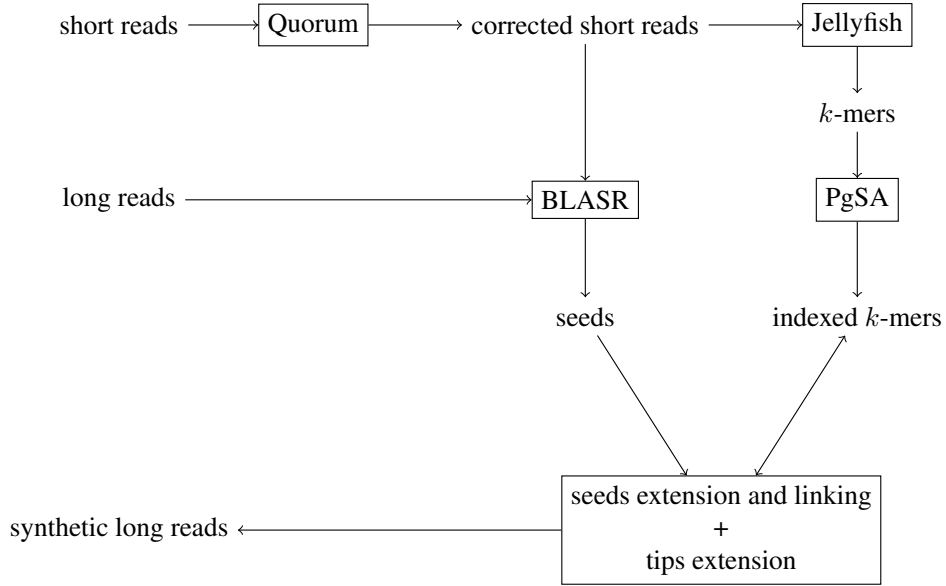 short reads
Quorum
corrected short reads
Jellyfish
k-mers
long reads
BLASR
PgSA
seeds
indexed k-mers
seeds extension and linking
+
tips extension
synthetic long reads